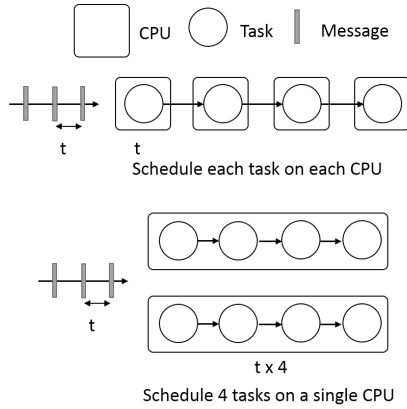 CPU Task Message
t t
Schedule each task on each CPU
t
t x 4
Schedule 4 tasks on a single CPU